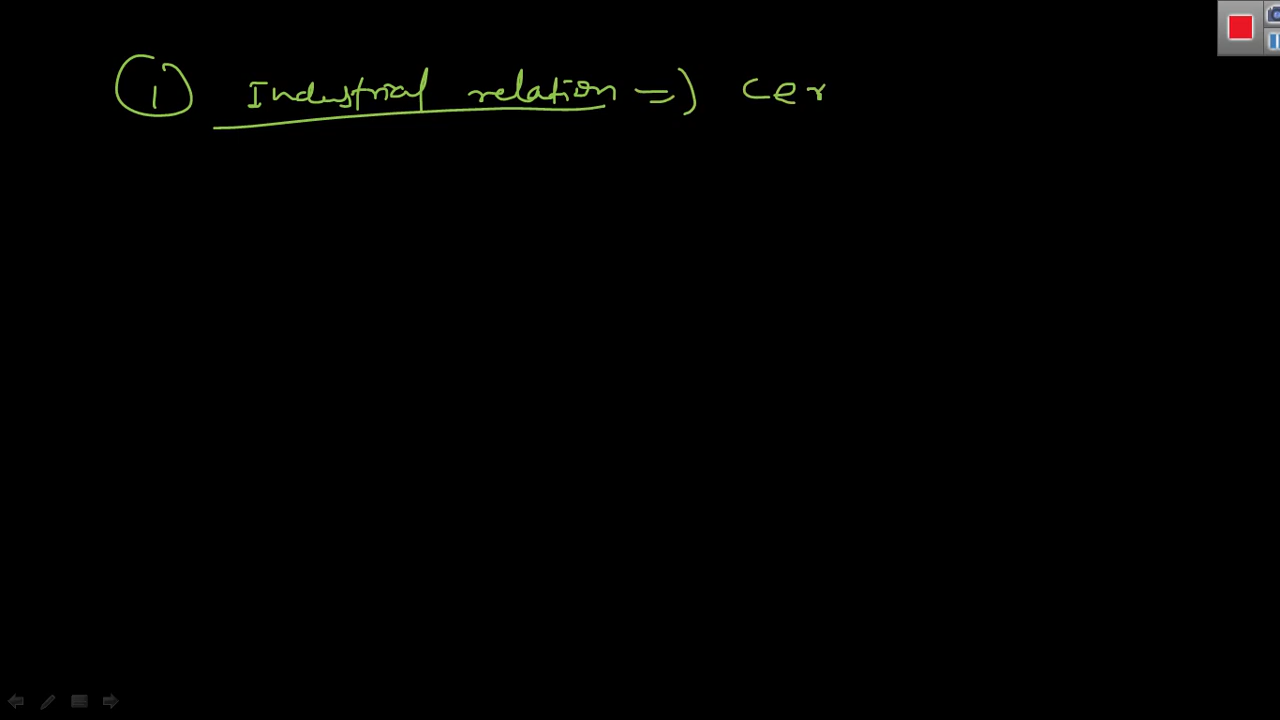 ① Industrial relation => Cer